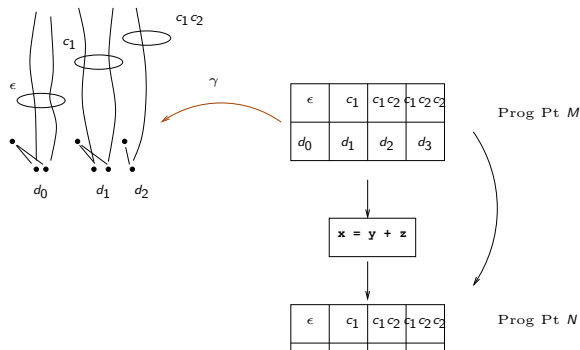 c₁c₂
c₁
ϵ
γ
d₀ d₁ d₂
ϵ c₁ c₁c₂ c₁c₂c₂
d₀ d₁ d₂ d₃
Prog Pt M
x = y + z
ϵ c₁ c₁c₂ c₁c₂c₂
Prog Pt N